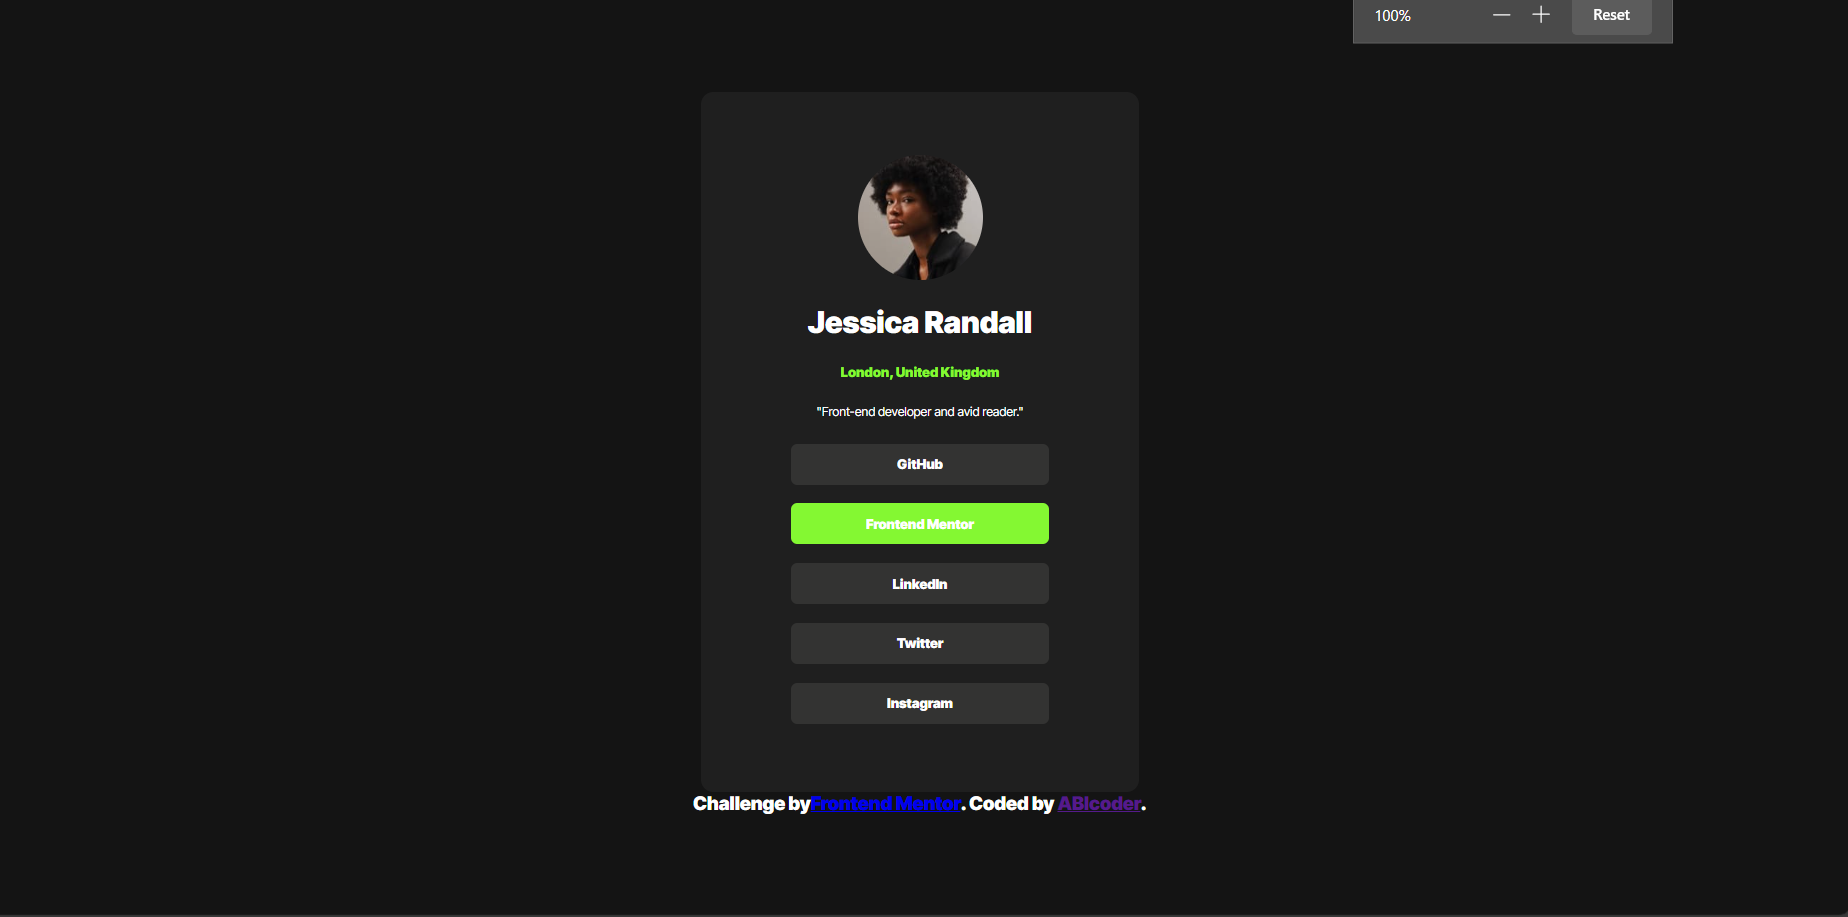 100% — + Reset
Jessica Randall
London, United Kingdom
"Front-end developer and avid reader."
GitHub
Frontend Mentor
LinkedIn
Twitter
Instagram
Challenge byFrontend Mentor. Coded by ABIcoder.